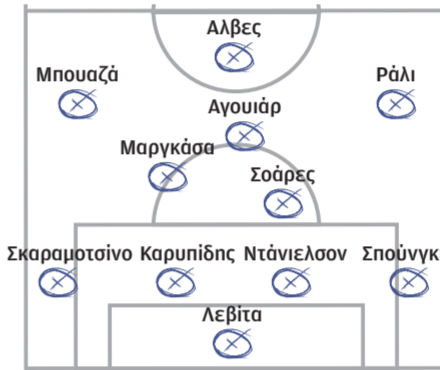 Αλβες
Μπουαζά
Ράλι
Αγουιάρ
Μαργκάσα
Σοάρες
Σκαραμοτσίνο Καρυπίδης Ντάνιελσον Σπούνγκ
Λεβίτα